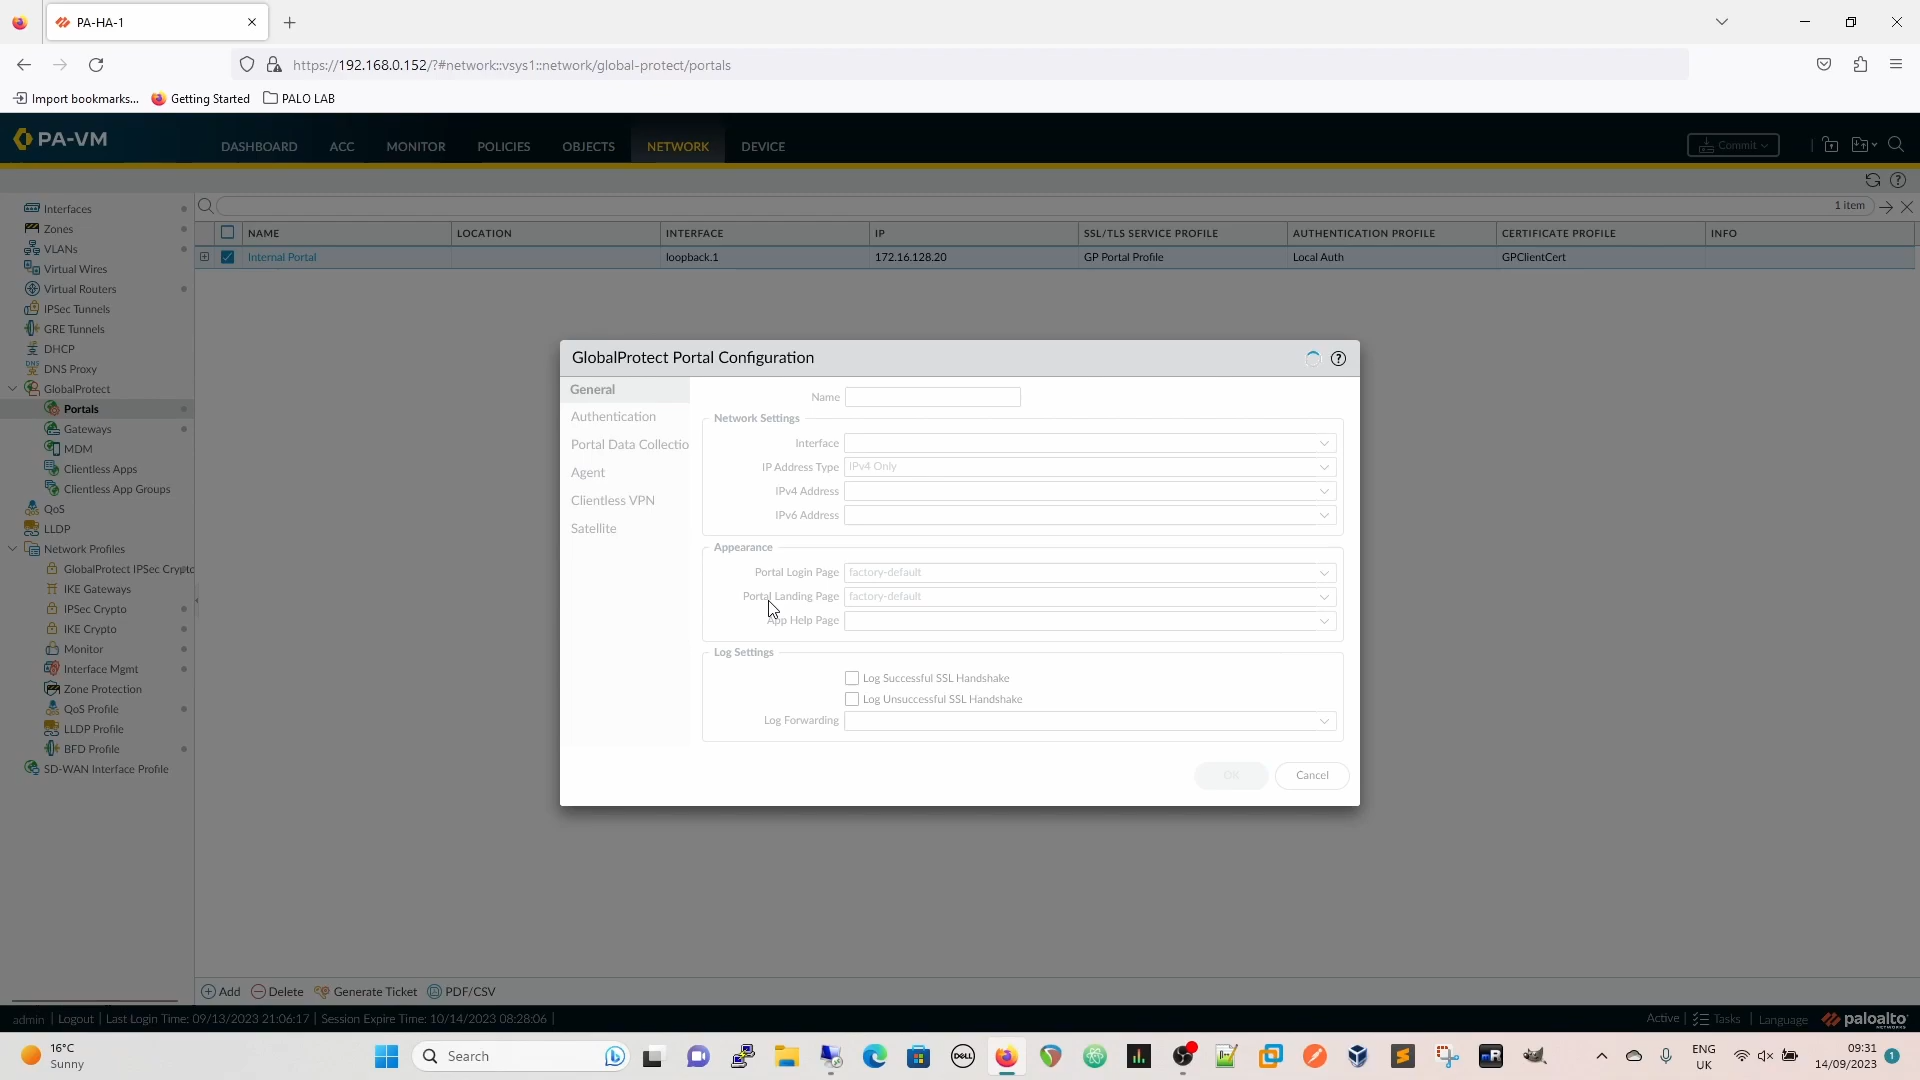 PA-HA-1
https://192.168.0.152/?#network::vsys1::network/global-protect/portals
Import bookmarks... Getting Started PALO LAB
PA-VM
DASHBOARD ACC MONITOR POLICIES OBJECTS NETWORK DEVICE
Commit
1 item
NAME LOCATION INTERFACE IP SSL/TLS SERVICE PROFILE AUTHENTICATION PROFILE CERTIFICATE PROFILE INFO
Internal Portal loopback.1 172.16.128.20 GP Portal Profile Local Auth GPClientCert
Interfaces
Zones
VLANs
Virtual Wires
Virtual Routers
IPSec Tunnels
GRE Tunnels
DHCP
DNS Proxy
GlobalProtect
Portals
Gateways
MDM
Clientless Apps
Clientless App Groups
QoS
LLDP
Network Profiles
GlobalProtect IPSec Crypto
IKE Gateways
IPSec Crypto
IKE Crypto
Monitor
Interface Mgmt
Zone Protection
QoS Profile
LLDP Profile
BFD Profile
SD-WAN Interface Profile
GlobalProtect Portal Configuration
General
Authentication
Portal Data Collectio
Agent
Clientless VPN
Satellite
Name
Network Settings
Interface
IP Address Type IPv4 Only
IPv4 Address
IPv6 Address
Appearance
Portal Login Page factory-default
Portal Landing Page factory-default
App Help Page
Log Settings
Log Successful SSL Handshake
Log Unsuccessful SSL Handshake
Log Forwarding
OK Cancel
Add Delete Generate Ticket PDF/CSV
admin | Logout | Last Login Time: 09/13/2023 21:06:17 | Session Expire Time: 10/14/2023 08:28:06 |
Active | Tasks | Language paloalto
NETWORKS
16°C
Sunny
Search
DELL
ENG
UK
09:31
14/09/2023
1